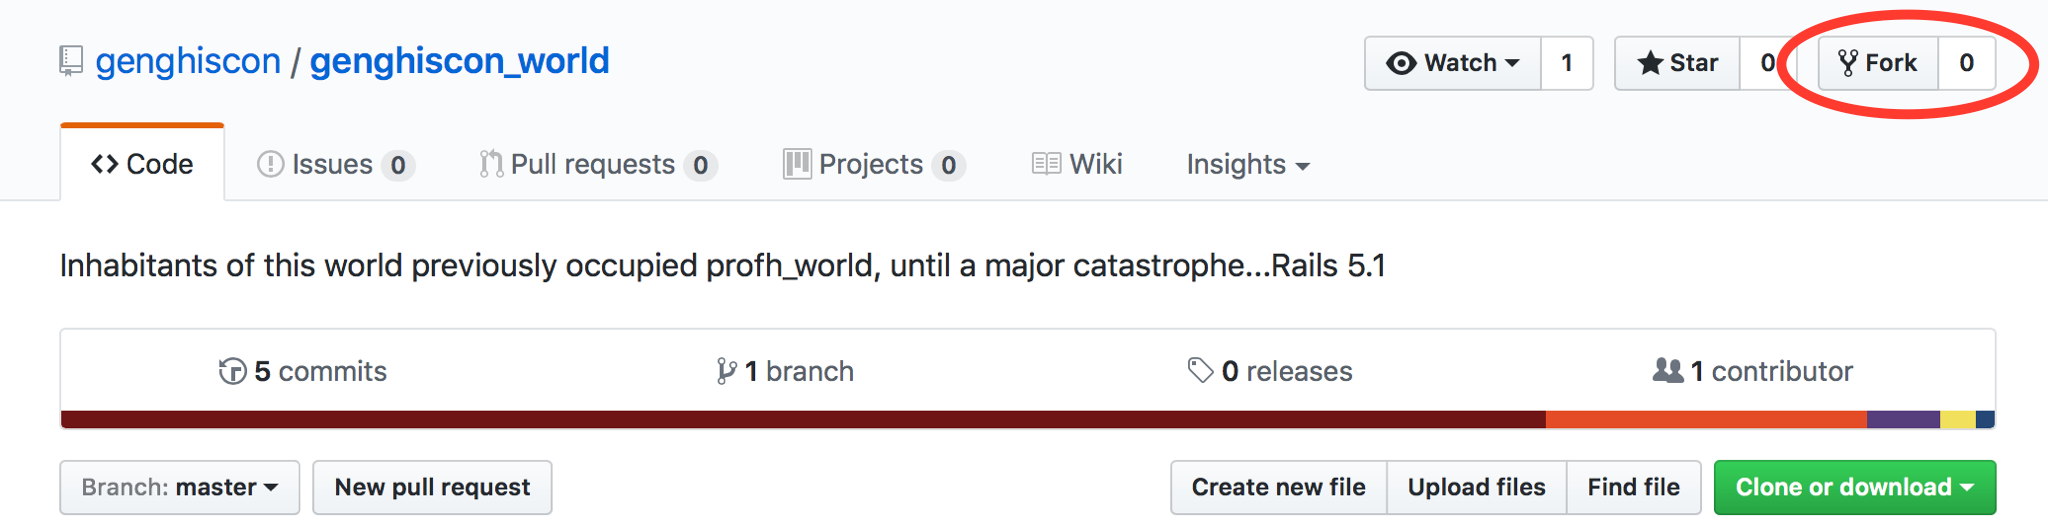 genghiscon / genghiscon_world Watch 1 Star 0 Fork 0
Code Issues 0 Pull requests 0 Projects 0 Wiki Insights
Inhabitants of this world previously occupied profh_world, until a major catastrophe...Rails 5.1
5 commits 1 branch 0 releases 1 contributor
Branch: master New pull request Create new file Upload files Find file Clone or download